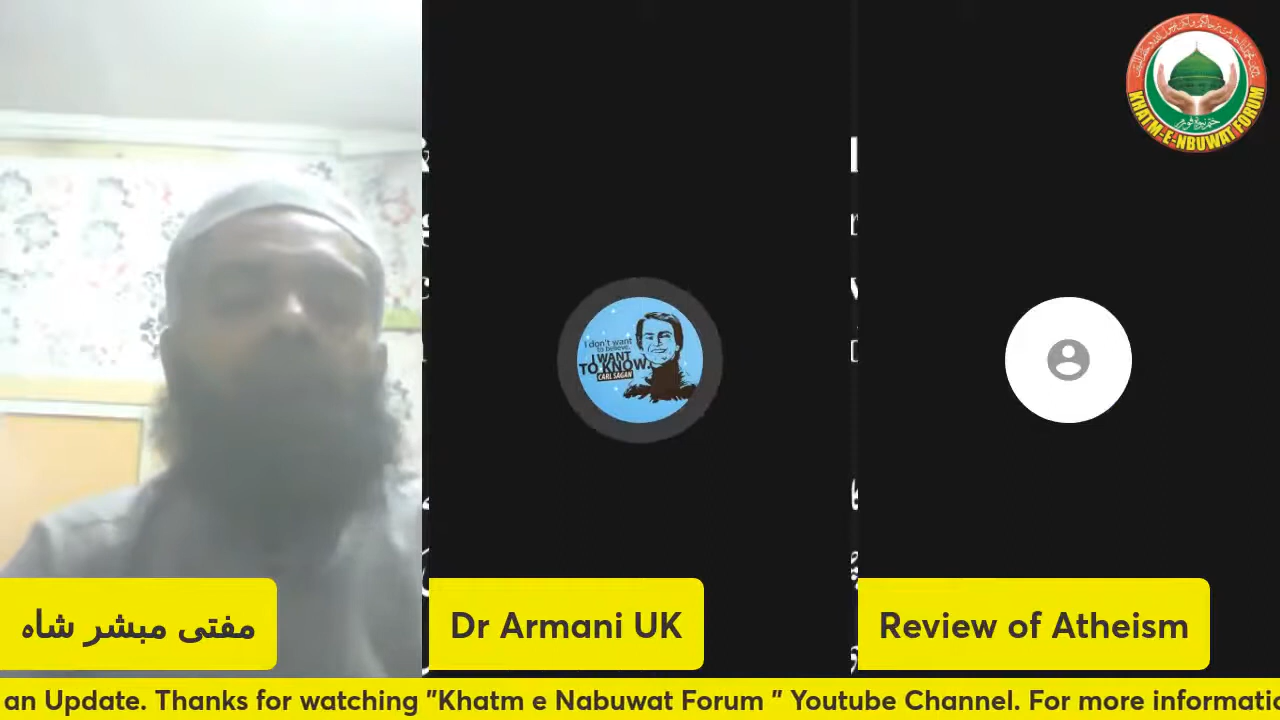 KHATM-E-NBUWAT FORUM
I don't want
to believe.
I WANT
TO KNOW.
CARL SAGAN
مفتی مبشر شاہ
Dr Armani UK
Review of Atheism
an Update. Thanks for watching "Khatm e Nabuwat Forum " Youtube Channel. For more informatio